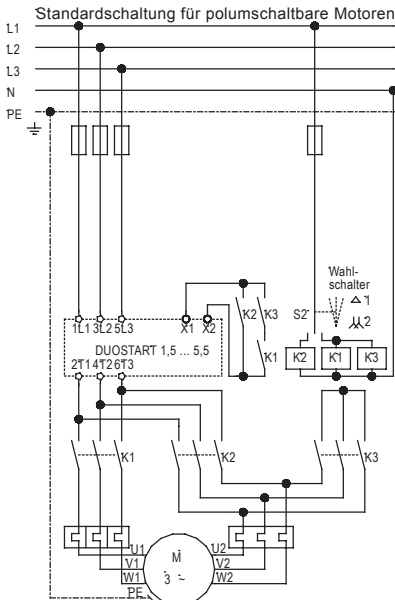 Standardschaltung für polumschaltbare Motoren
L1
L2
L3
N
PE
Wahl-
schalter
1
2
S2
K2 K3
K1
X1 X2
1L1 3L2 5L3
DUOSTART 1,5 ... 5,5
2T1 4T2 6T3
K2 K1 K3
K1 K2 K3
U1 U2
V1 V2
W1 W2
M
3 ~
PE